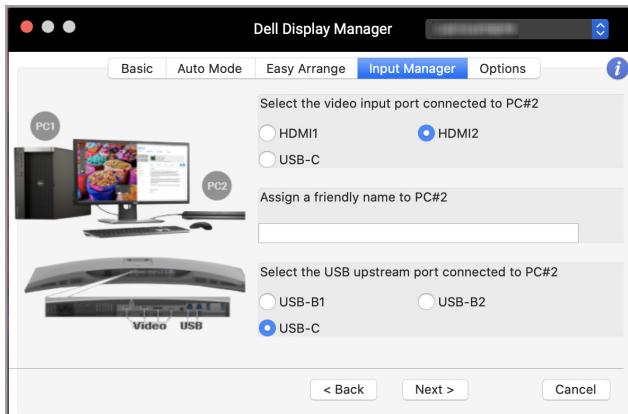 Dell Display Manager
Basic Auto Mode Easy Arrange Input Manager Options i
Select the video input port connected to PC#2
PC1
HDMI1 HDMI2
USB-C
PC2
Assign a friendly name to PC#2
Select the USB upstream port connected to PC#2
USB-B1 USB-B2
Video USB
USB-C
< Back Next > Cancel